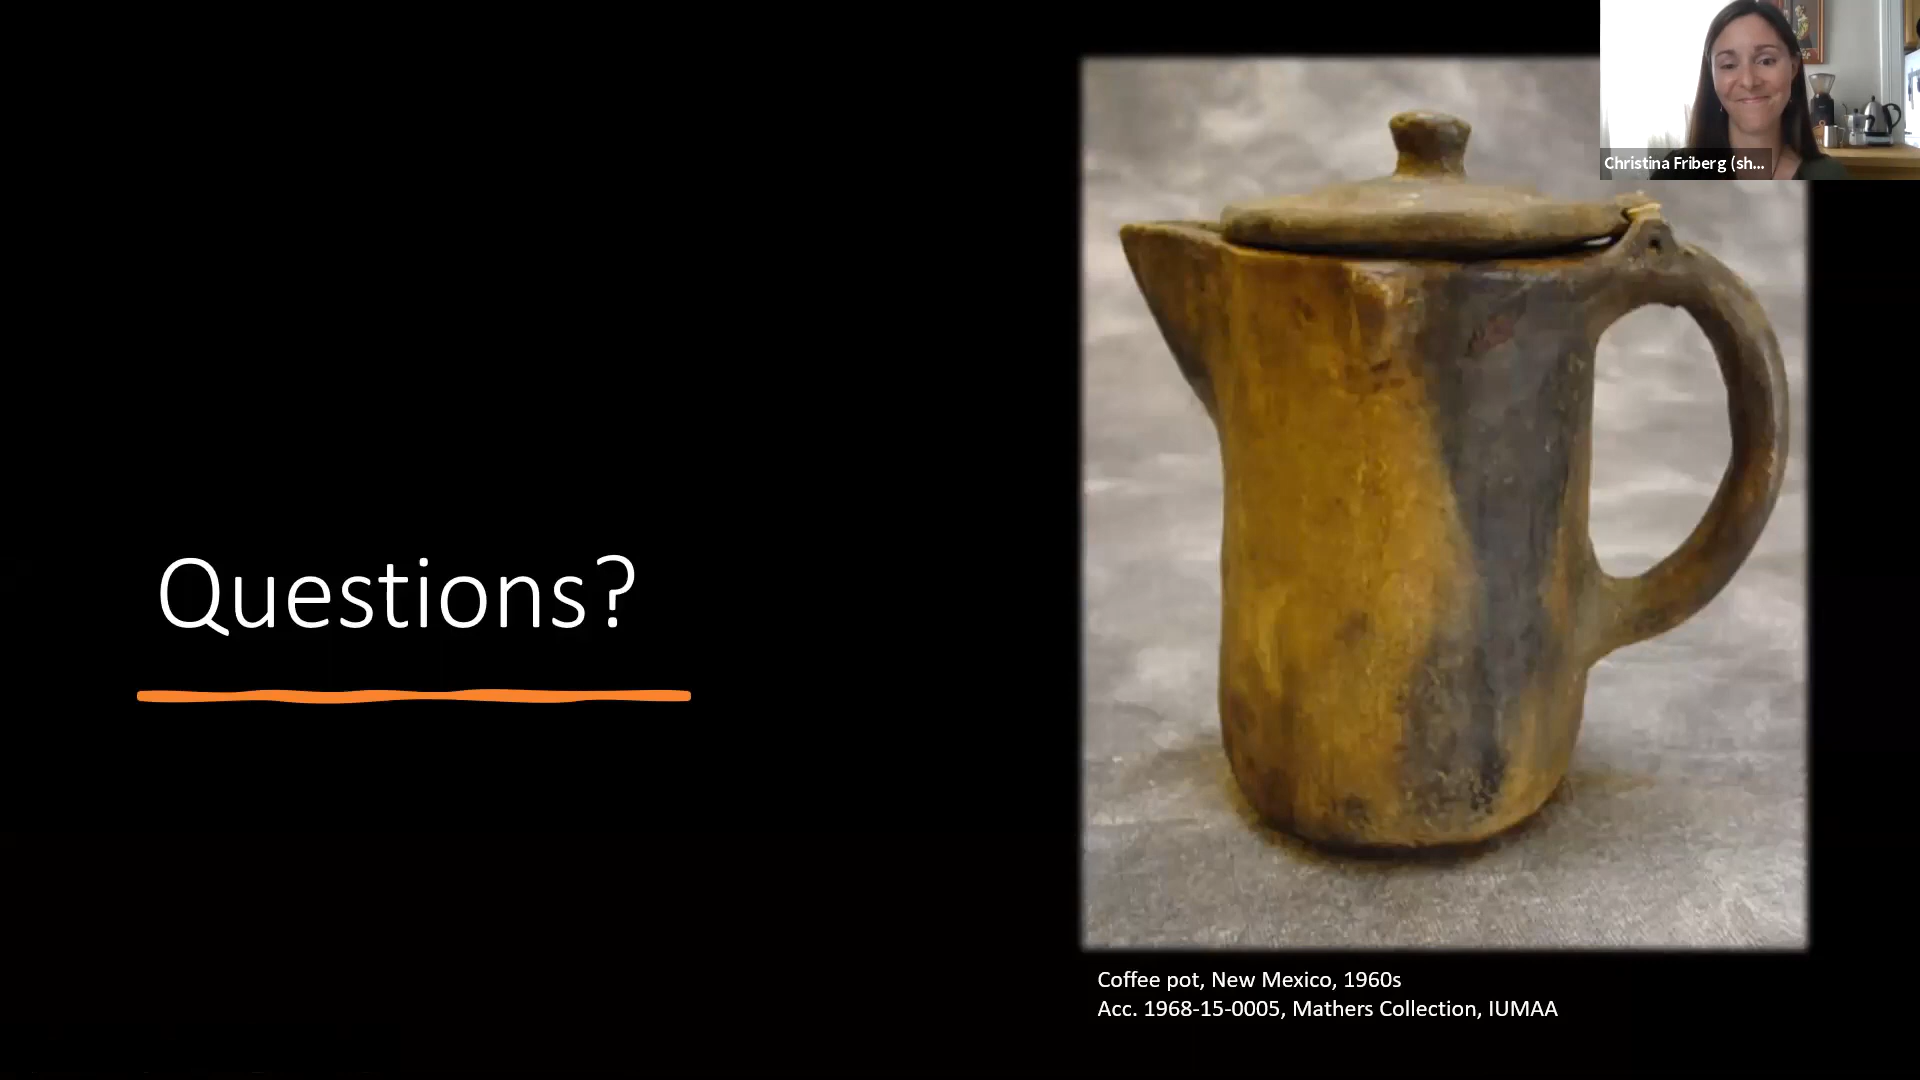 Christina Friberg (sh...
Questions?
Coffee pot, New Mexico, 1960s
Acc. 1968-15-0005, Mathers Collection, IUMAA